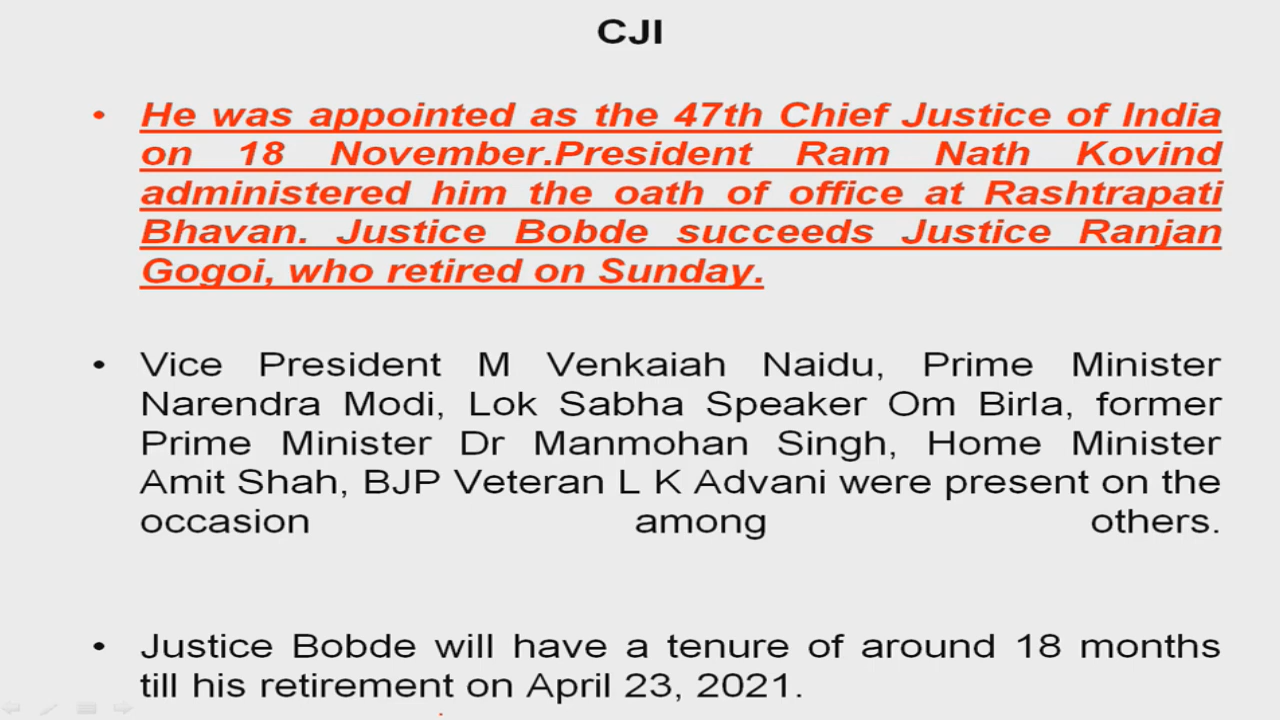 CJI
• He was appointed as the 47th Chief Justice of India
on 18 November.President Ram Nath Kovind
administered him the oath of office at Rashtrapati
Bhavan. Justice Bobde succeeds Justice Ranjan
Gogoi, who retired on Sunday.
• Vice President M Venkaiah Naidu, Prime Minister
Narendra Modi, Lok Sabha Speaker Om Birla, former
Prime Minister Dr Manmohan Singh, Home Minister
Amit Shah, BJP Veteran L K Advani were present on the
occasion among others.
• Justice Bobde will have a tenure of around 18 months
till his retirement on April 23, 2021.